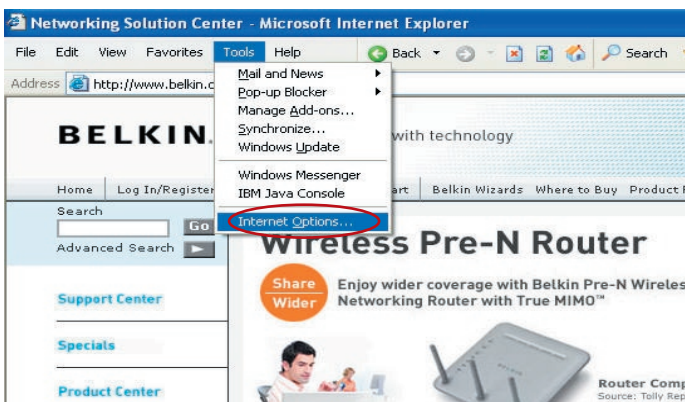 Networking Solution Center - Microsoft Internet Explorer
File Edit View Favorites Tools Help Back Search
Address http://www.belkin.c
Mail and News
Pop-up Blocker
Manage Add-ons...
Synchronize...
Windows Update
Windows Messenger
IBM Java Console
Internet Options...
BELKIN. with technology
Home Log In/Register art Belkin Wizards Where to Buy Product
Search
Go
Advanced Search
Support Center
Specials
Product Center
Wireless Pre-N Router
Share
Wider
Enjoy wider coverage with Belkin Pre-N Wireles
Networking Router with True MIMO™
BELKIN
Router Comp
Source: Tolly Rep